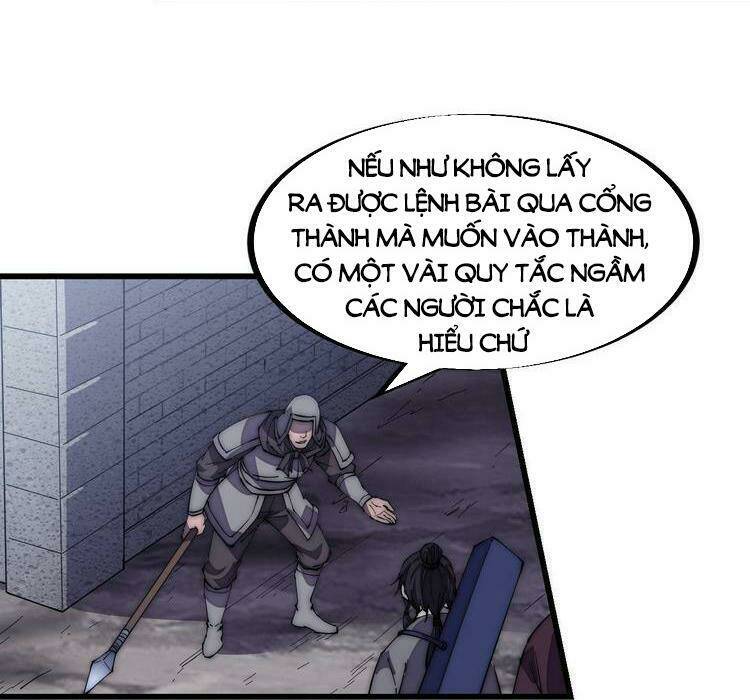 NẾU NHƯ KHÔNG LẤY
RA ĐƯỢC LỆNH BÀI QUA CỔNG
THÀNH MÀ MUỐN VÀO THÀNH,
CÓ MỘT VÀI QUY TẮC NGẦM
CÁC NGƯỜI CHẮC LÀ
HIỂU CHỨ